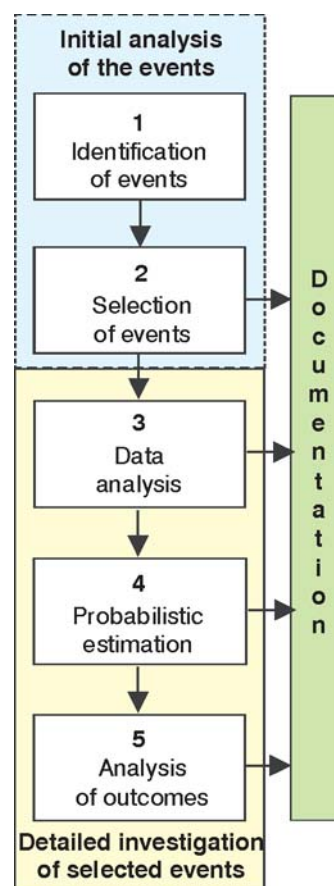 Initial analysis
of the events
1
Identification
of events
2
Selection
of events
3
Data
analysis
4
Probabilistic
estimation
5
Analysis
of outcomes
Detailed investigation
of selected events
Documentation